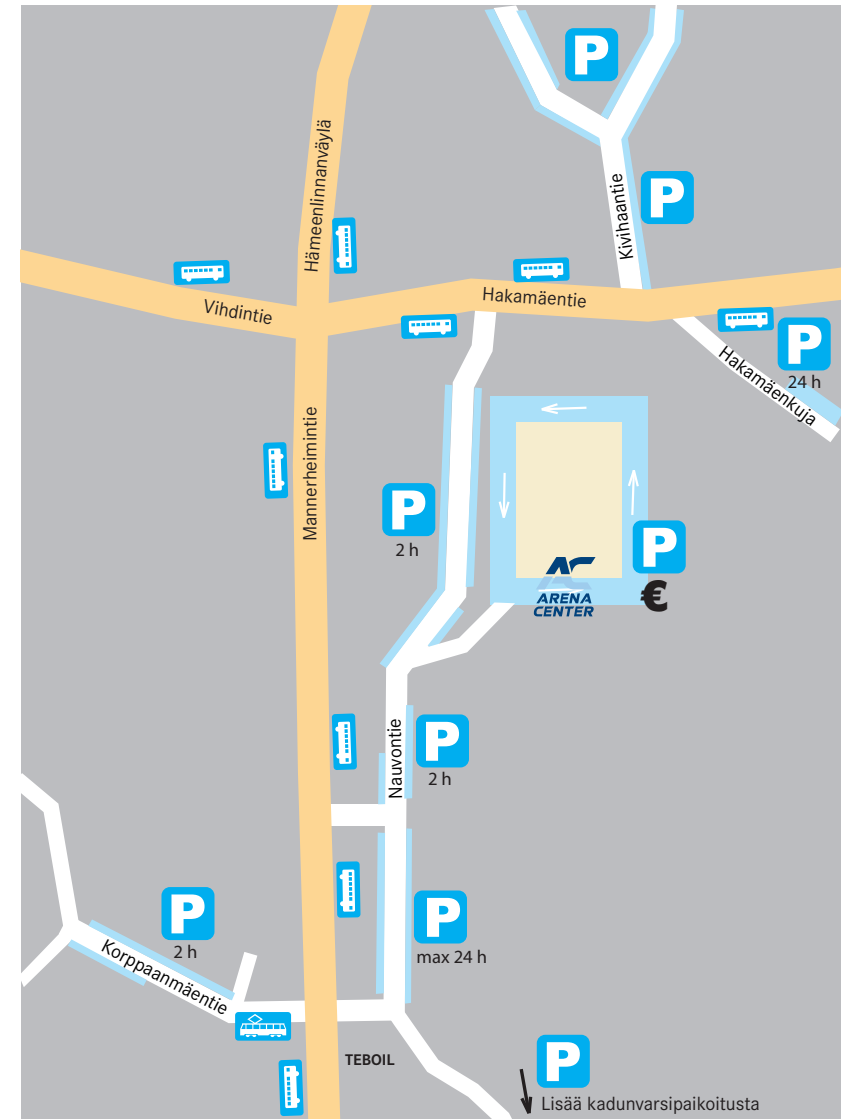 P
Hämeenlinnanväylä
Kivihaantie
P
Vihdintie
Hakamäentie
P
24 h
Hakamäenkuja
Mannerheimintie
P
2 h
P
€
AC
ARENA
CENTER
Nauvontie
P
2 h
P
2 h
P
max 24 h
Korppaanmäentie
TEBOIL
P
Lisää kadunvarsipaikoitusta